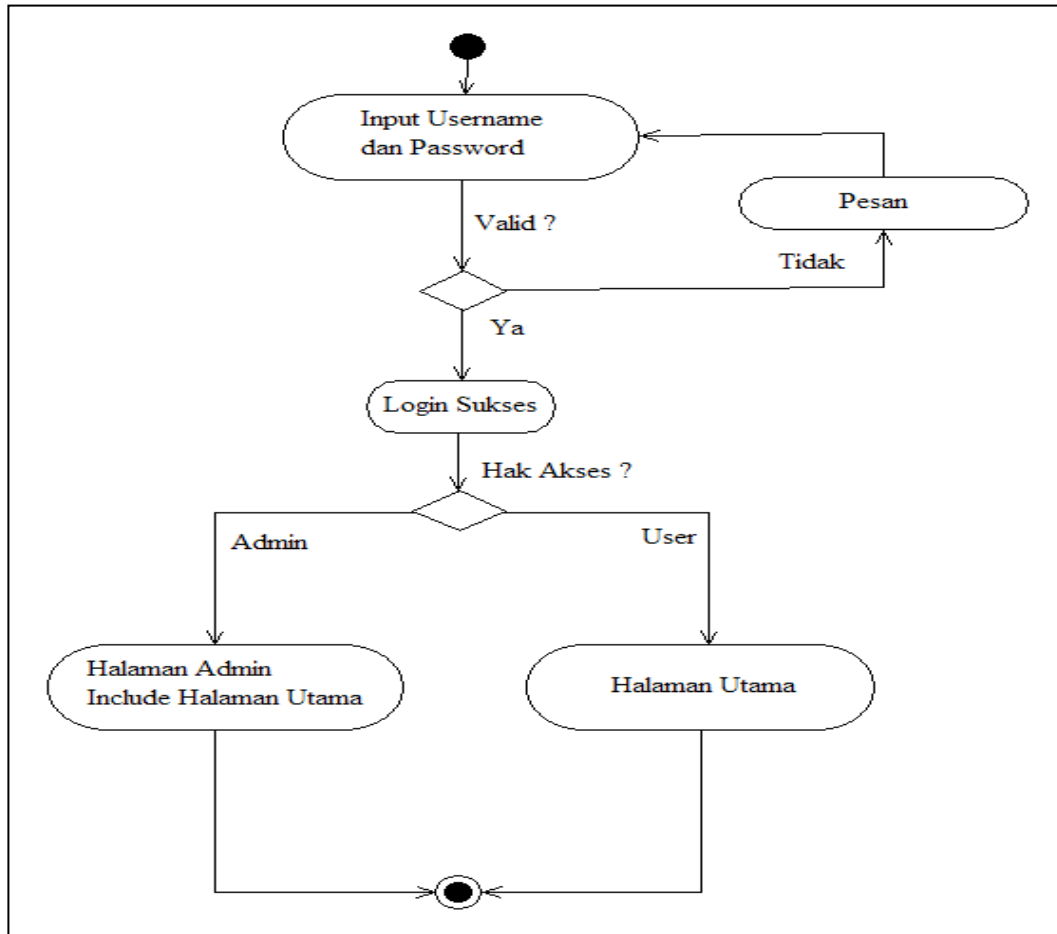 Input Username
dan Password
Pesan
Valid ?
Tidak
Ya
Login Sukses
Hak Akses ?
Admin
User
Halaman Admin
Include Halaman Utama
Halaman Utama